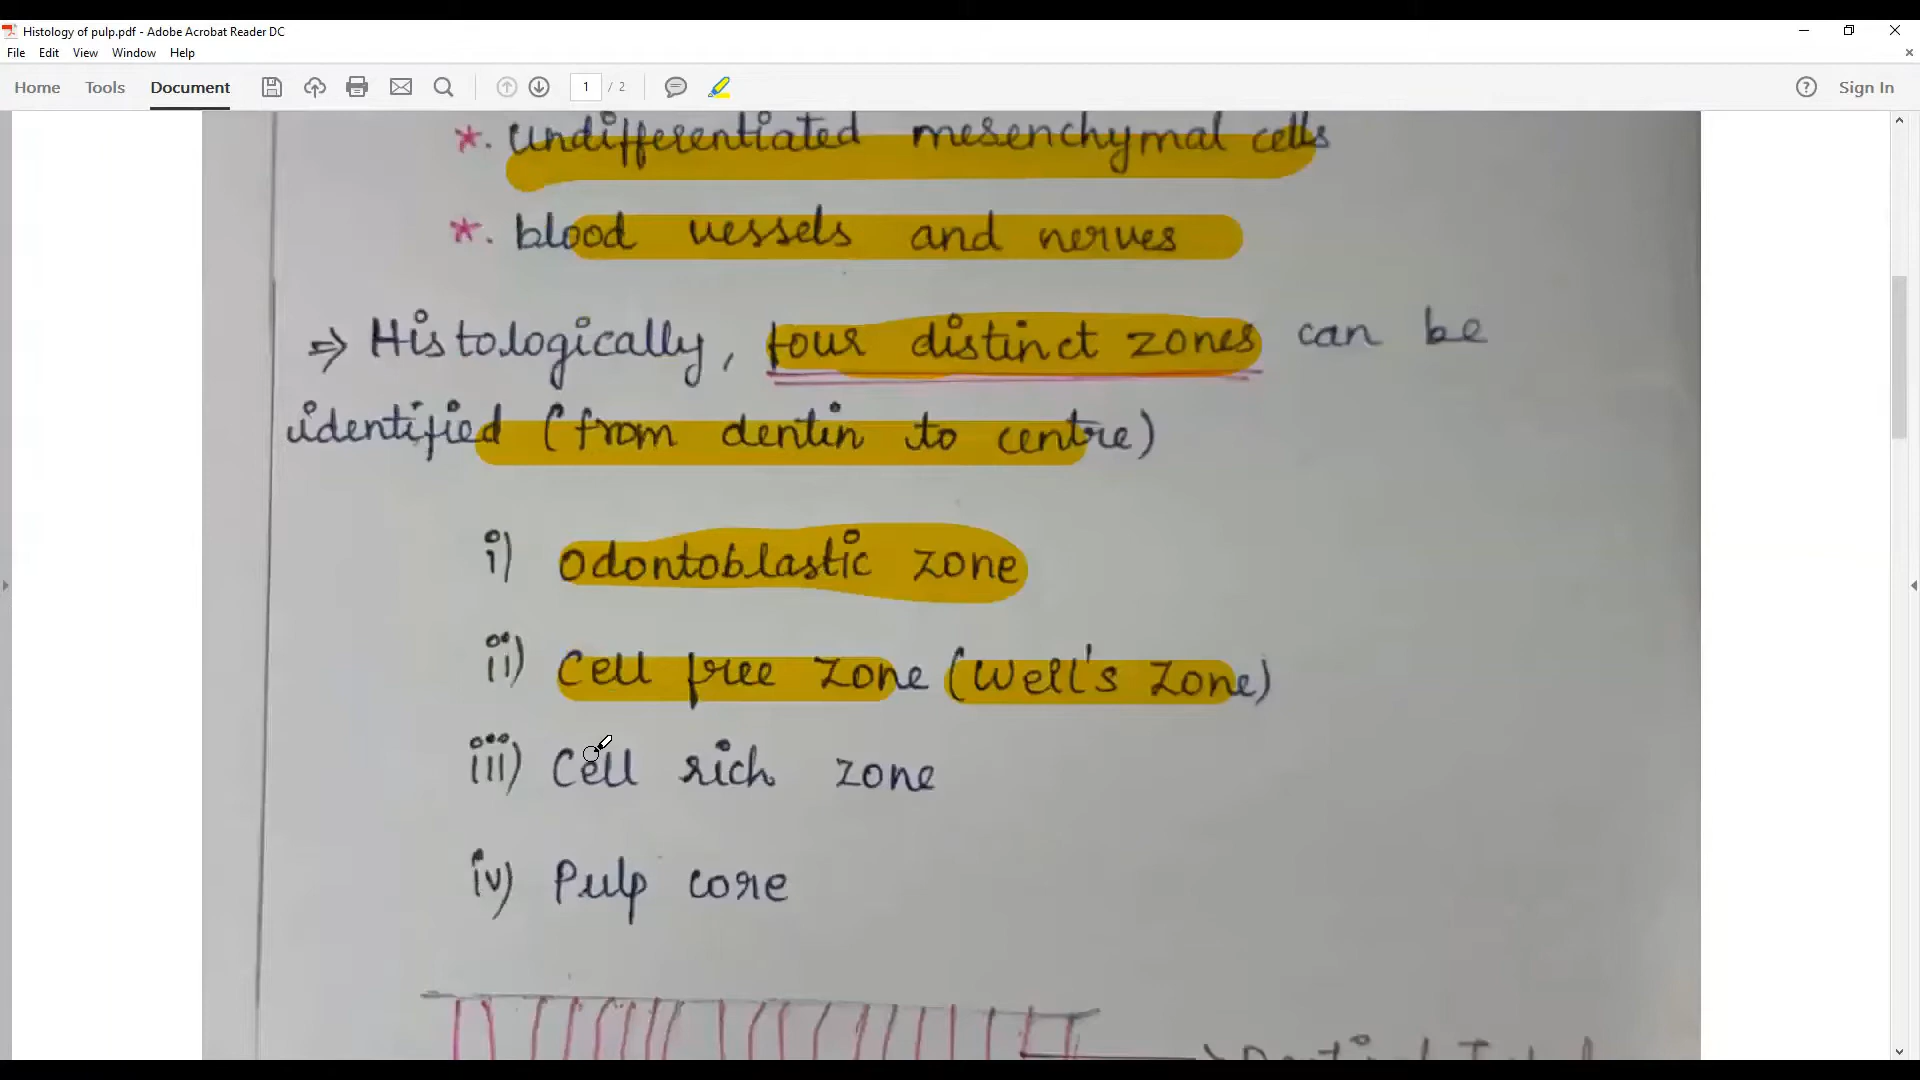 Histology of pulp.pdf - Adobe Acrobat Reader DC
File Edit View Window Help
Home Tools Document 1 / 2 Sign In
*. Undifferentiated mesenchymal cells
*. blood vessels and nerves
⇒ Histologically, four distinct zones can be
identified (from dentin to centre)
i) Odontoblastic zone
ii) Cell free zone (Well's zone)
iii) Cell rich zone
iv) Pulp core